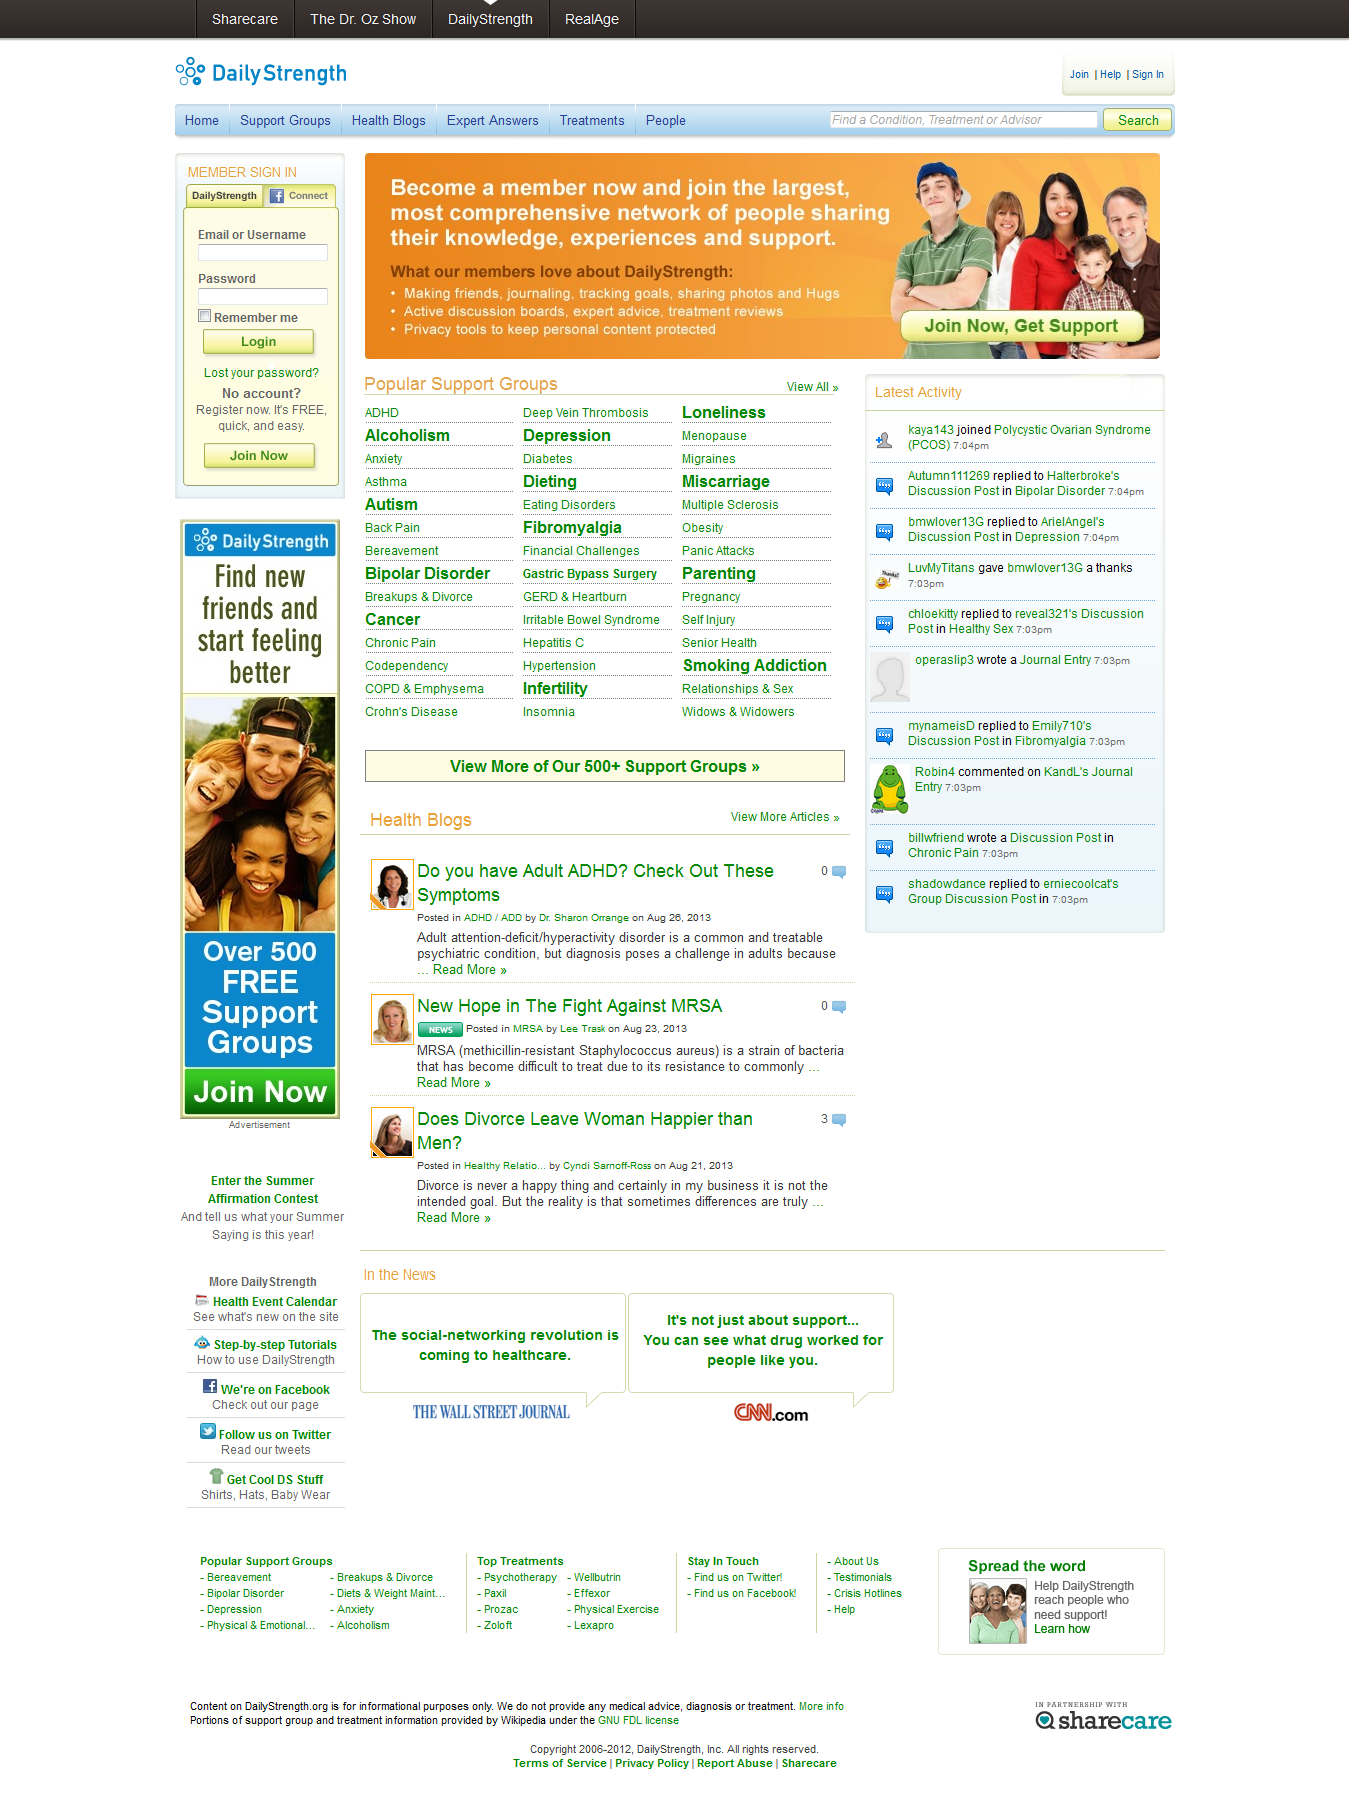 Sharecare The Dr. Oz Show DailyStrength RealAge
DailyStrength
Join | Help | Sign In
Home Support Groups Health Blogs Expert Answers Treatments People
Find a Condition, Treatment or Advisor Search
MEMBER SIGN IN
DailyStrength Connect
Email or Username
Password
Remember me
Login
Lost your password?
No account?
Register now. It's FREE,
quick, and easy.
Join Now
DailyStrength
Find new
friends and
start feeling
better
Over 500
FREE
Support
Groups
Join Now
Advertisement
Enter the Summer
Affirmation Contest
And tell us what your Summer
Saying is this year!
More DailyStrength
Health Event Calendar
See what's new on the site
Step-by-step Tutorials
How to use DailyStrength
We're on Facebook
Check out our page
Follow us on Twitter
Read our tweets
Get Cool DS Stuff
Shirts, Hats, Baby Wear
Become a member now and join the largest,
most comprehensive network of people sharing
their knowledge, experiences and support.
What our members love about DailyStrength:
• Making friends, journaling, tracking goals, sharing photos and Hugs
• Active discussion boards, expert advice, treatment reviews
• Privacy tools to keep personal content protected
Join Now, Get Support
Popular Support Groups View All »
ADHD Deep Vein Thrombosis Loneliness
Alcoholism Depression Menopause
Anxiety Diabetes Migraines
Asthma Dieting Miscarriage
Autism Eating Disorders Multiple Sclerosis
Back Pain Fibromyalgia Obesity
Bereavement Financial Challenges Panic Attacks
Bipolar Disorder Gastric Bypass Surgery Parenting
Breakups & Divorce GERD & Heartburn Pregnancy
Cancer Irritable Bowel Syndrome Self Injury
Chronic Pain Hepatitis C Senior Health
Codependency Hypertension Smoking Addiction
COPD & Emphysema Infertility Relationships & Sex
Crohn's Disease Insomnia Widows & Widowers
View More of Our 500+ Support Groups »
Health Blogs View More Articles »
Do you have Adult ADHD? Check Out These 0
Symptoms
Posted in ADHD / ADD by Dr. Sharon Orrange on Aug 26, 2013
Adult attention-deficit/hyperactivity disorder is a common and treatable
psychiatric condition, but diagnosis poses a challenge in adults because
... Read More »
New Hope in The Fight Against MRSA 0
NEWS Posted in MRSA by Lee Trask on Aug 23, 2013
MRSA (methicillin-resistant Staphylococcus aureus) is a strain of bacteria
that has become difficult to treat due to its resistance to commonly ...
Read More »
Does Divorce Leave Woman Happier than 3
Men?
Posted in Healthy Relatio... by Cyndi Sarnoff-Ross on Aug 21, 2013
Divorce is never a happy thing and certainly in my business it is not the
intended goal. But the reality is that sometimes differences are truly ...
Read More »
Latest Activity
kaya143 joined Polycystic Ovarian Syndrome
(PCOS) 7:04pm
Autumn111269 replied to Halterbroke's
Discussion Post in Bipolar Disorder 7:04pm
bmwlover13G replied to ArielAngel's
Discussion Post in Depression 7:04pm
Thanks!
LuvMyTitans gave bmwlover13G a thanks
7:03pm
chloekitty replied to reveal321's Discussion
Post in Healthy Sex 7:03pm
operaslip3 wrote a Journal Entry 7:03pm
mynameisD replied to Emily710's
Discussion Post in Fibromyalgia 7:03pm
Robin4 commented on KandL's Journal
Entry 7:03pm
billwfriend wrote a Discussion Post in
Chronic Pain 7:03pm
shadowdance replied to erniecoolcat's
Group Discussion Post in 7:03pm
In the News
The social-networking revolution is
coming to healthcare.
THE WALL STREET JOURNAL
It's not just about support...
You can see what drug worked for
people like you.
CNN.com
Popular Support Groups
- Bereavement - Breakups & Divorce
- Bipolar Disorder - Diets & Weight Maint...
- Depression - Anxiety
- Physical & Emotional... - Alcoholism
Top Treatments
- Psychotherapy - Wellbutrin
- Paxil - Effexor
- Prozac - Physical Exercise
- Zoloft - Lexapro
Stay In Touch
- Find us on Twitter!
- Find us on Facebook!
- About Us
- Testimonials
- Crisis Hotlines
- Help
Spread the word
Help DailyStrength
reach people who
need support!
Learn how
Content on DailyStrength.org is for informational purposes only. We do not provide any medical advice, diagnosis or treatment. More info
Portions of support group and treatment information provided by Wikipedia under the GNU FDL license
IN PARTNERSHIP WITH
sharecare
Copyright 2006-2012, DailyStrength, Inc. All rights reserved.
Terms of Service | Privacy Policy | Report Abuse | Sharecare